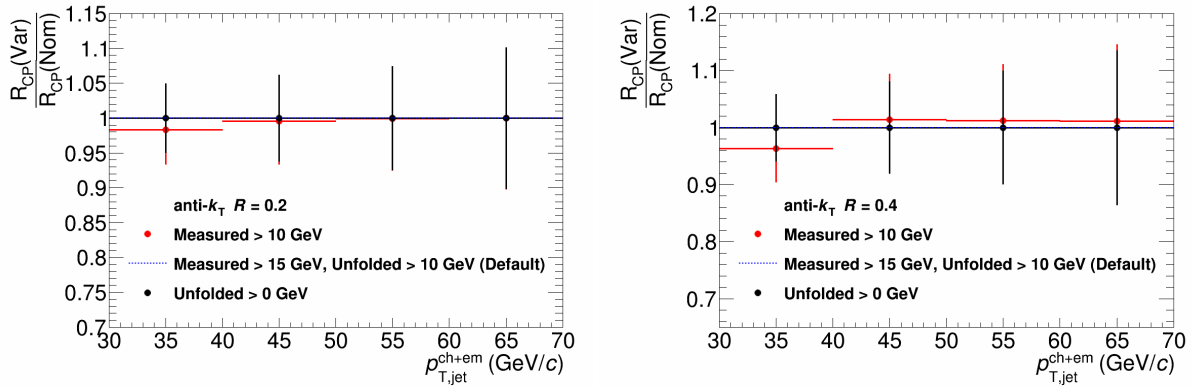 R_CP(Var)
R_CP(Nom)
1.15
1.1
1.05
1
0.95
0.9
0.85
0.8
0.75
0.7
anti-k_T R = 0.2
Measured > 10 GeV
Measured > 15 GeV, Unfolded > 10 GeV (Default)
Unfolded > 0 GeV
30 35 40 45 50 55 60 65 70
p_T,jet^ch+em (GeV/c)
R_CP(Var)
R_CP(Nom)
1.2
1.1
1
0.9
0.8
0.7
anti-k_T R = 0.4
Measured > 10 GeV
Measured > 15 GeV, Unfolded > 10 GeV (Default)
Unfolded > 0 GeV
30 35 40 45 50 55 60 65 70
p_T,jet^ch+em (GeV/c)